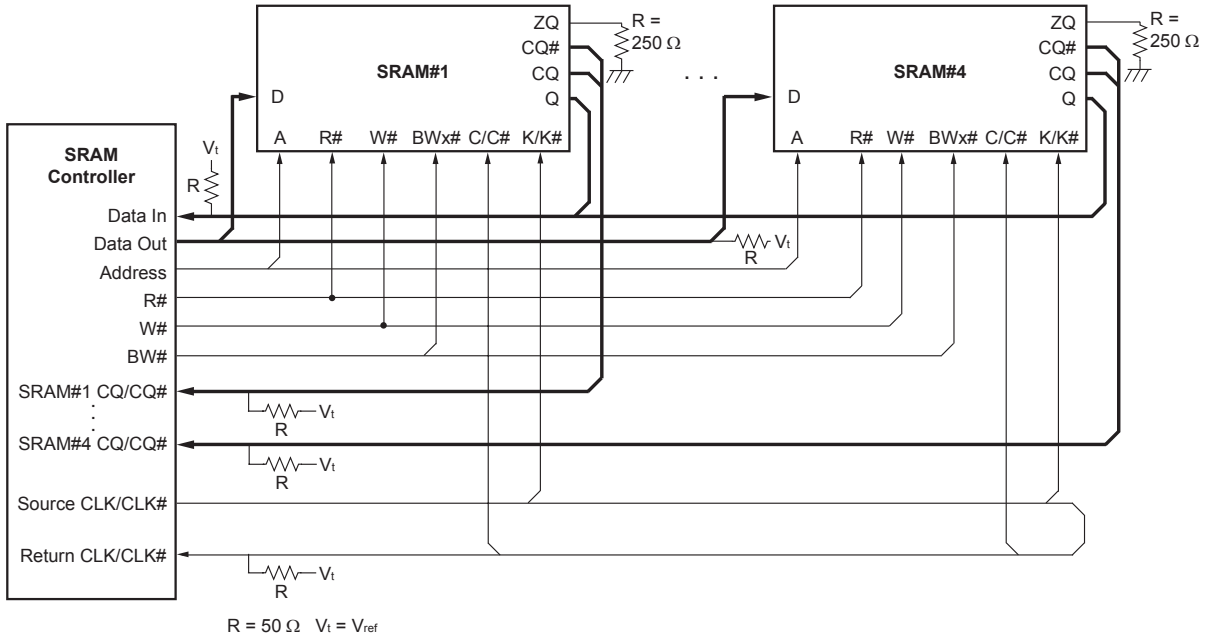 ZQ
R =
250 Ω
CQ#
SRAM#1
CQ
D
Q
A R# W# BWx# C/C# K/K#
. . .
ZQ
R =
250 Ω
CQ#
SRAM#4
CQ
D
Q
A R# W# BWx# C/C# K/K#
SRAM
Controller
Vt
R
Data In
Data Out
Vt
R
Address
R#
W#
BW#
SRAM#1 CQ/CQ#
Vt
R
SRAM#4 CQ/CQ#
Vt
R
Source CLK/CLK#
Return CLK/CLK#
Vt
R
R = 50 Ω Vt = Vref